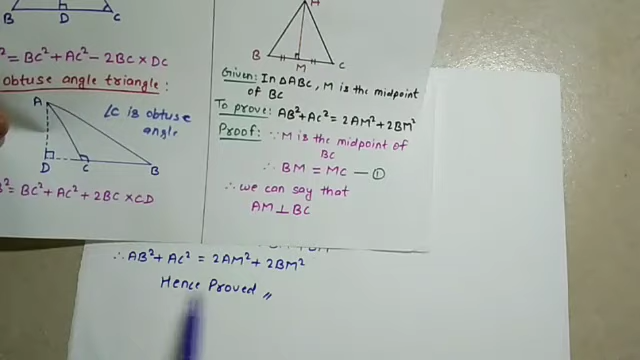 B D C
² = BC² + AC² − 2BC × DC
obtuse angle triangle:
A
∠C is obtuse
angle
D C B
B² = BC² + AC² + 2BC × CD
A
B M C
Given: In △ABC, M is the midpoint
of BC
To prove: AB² + AC² = 2AM² + 2BM²
Proof: ∵ M is the midpoint of
BC
∴ BM = MC — ①
∴ we can say that
AM ⊥ BC
∴ AB² + AC² = 2AM² + 2BM²
Hence Proved //